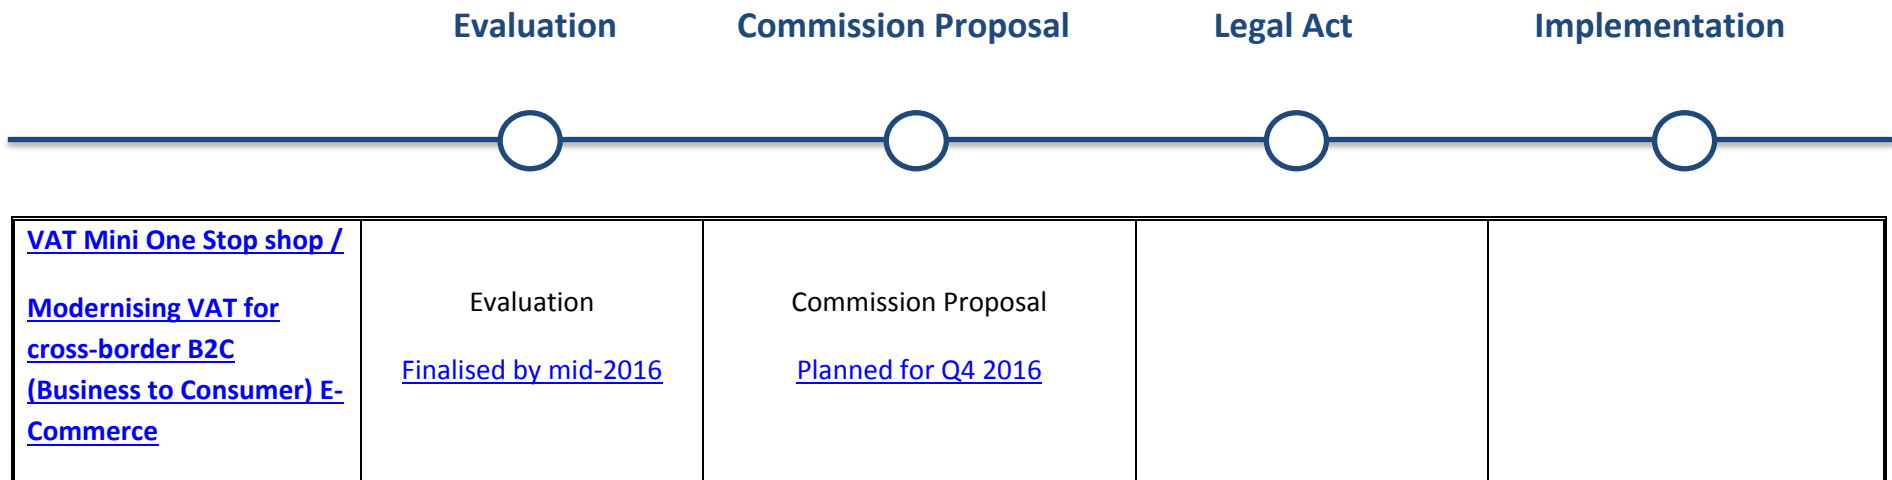 Evaluation Commission Proposal Legal Act Implementation
VAT Mini One Stop shop /
Modernising VAT for
cross-border B2C
(Business to Consumer) E-
Commerce
Evaluation
Finalised by mid-2016
Commission Proposal
Planned for Q4 2016